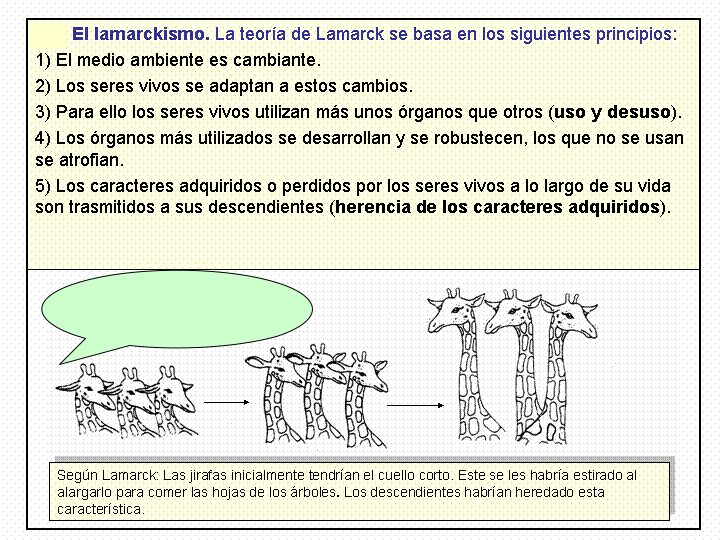 El lamarckismo. La teoría de Lamarck se basa en los siguientes principios:
1) El medio ambiente es cambiante.
2) Los seres vivos se adaptan a estos cambios.
3) Para ello los seres vivos utilizan más unos órganos que otros (uso y desuso).
4) Los órganos más utilizados se desarrollan y se robustecen, los que no se usan
se atrofian.
5) Los caracteres adquiridos o perdidos por los seres vivos a lo largo de su vida
son trasmitidos a sus descendientes (herencia de los caracteres adquiridos).
Según Lamarck: Las jirafas inicialmente tendrían el cuello corto. Este se les habría estirado al
alargarlo para comer las hojas de los árboles. Los descendientes habrían heredado esta
característica.